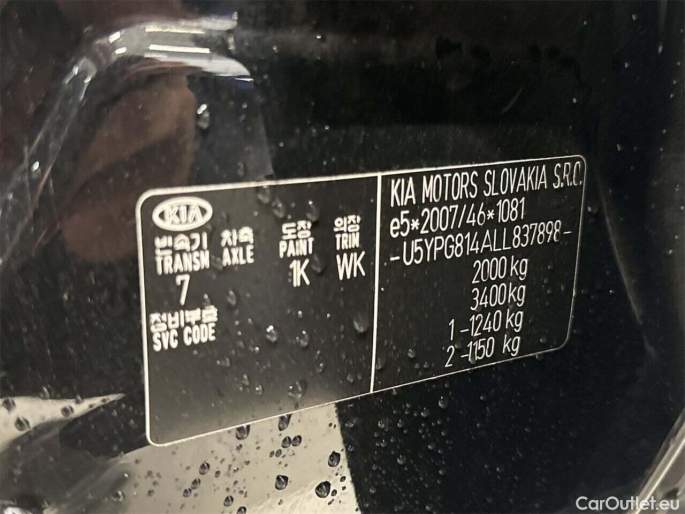 KIA
변속기 차축 도장 의장
TRANSM AXLE PAINT TRIM
7 1K WK
정비부호
SVC CODE
KIA MOTORS SLOVAKIA S.R.O.
e5*2007/46*1081
-U5YPG814ALL837898-
2000 kg
3400kg
1-1240 kg
2-1150 kg
CarOutlet.eu